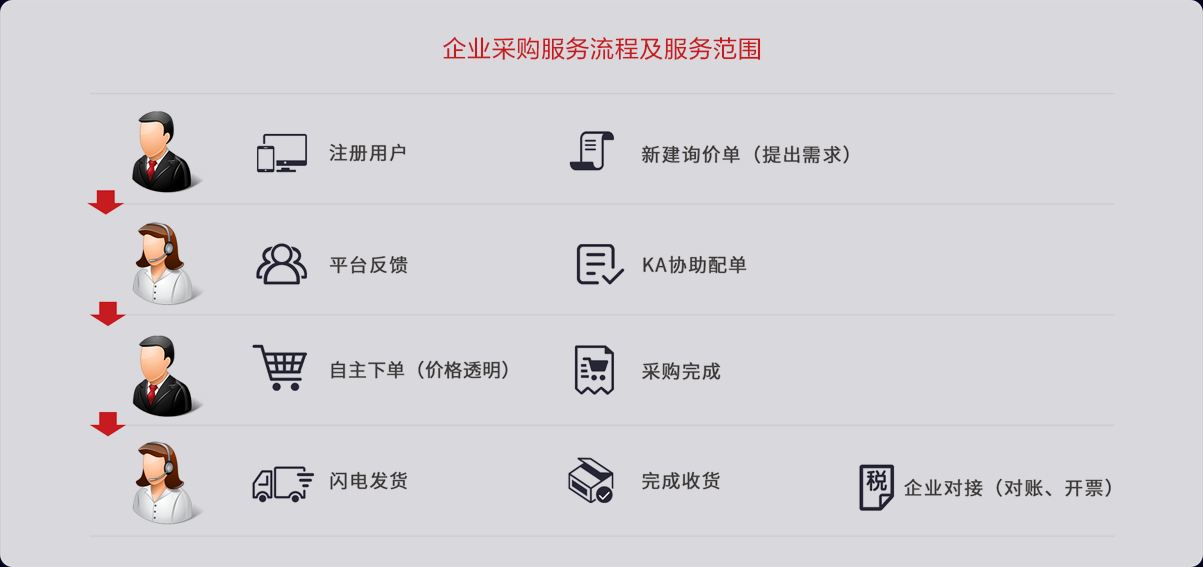 企业采购服务流程及服务范围
注册用户
新建询价单（提出需求）
平台反馈
KA协助配单
自主下单（价格透明）
采购完成
闪电发货
完成收货
税
企业对接（对账、开票）